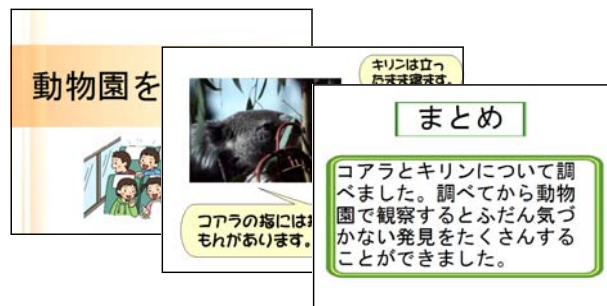 動物園を
キリンは立っ
たまま寝ます。
コアラの指には
もんがあります。
まとめ
コアラとキリンについて調
べました。調べてから動物
園で観察するとふだん気づ
かない発見をたくさんする
ことができました。